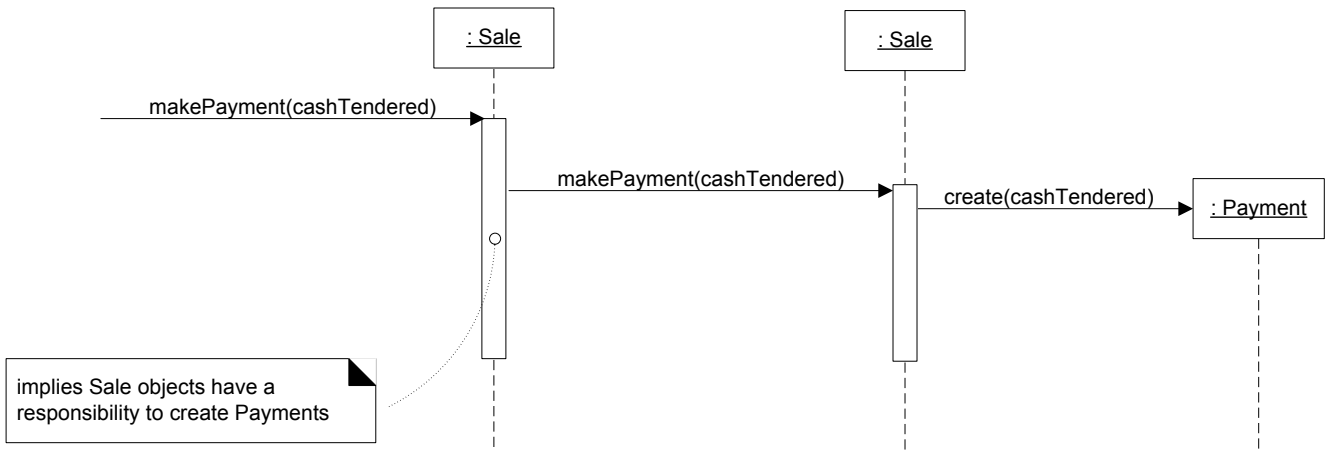 : Sale
: Sale
makePayment(cashTendered)
makePayment(cashTendered)
create(cashTendered)
: Payment
implies Sale objects have a
responsibility to create Payments